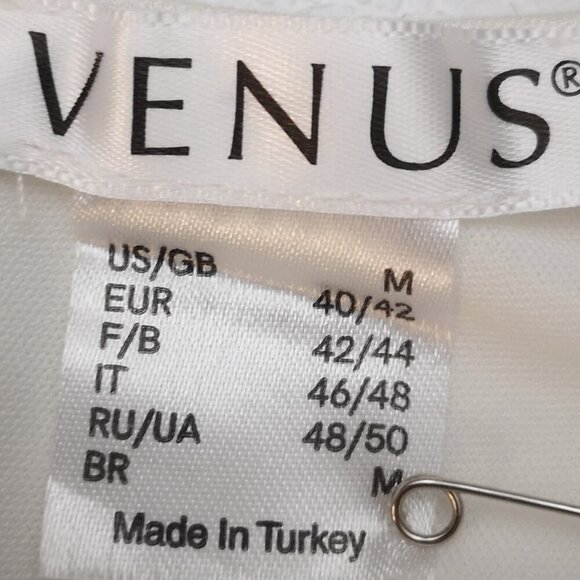 VENUS®
US/GB M
EUR 40/42
F/B 42/44
IT 46/48
RU/UA 48/50
BR M
Made In Turkey